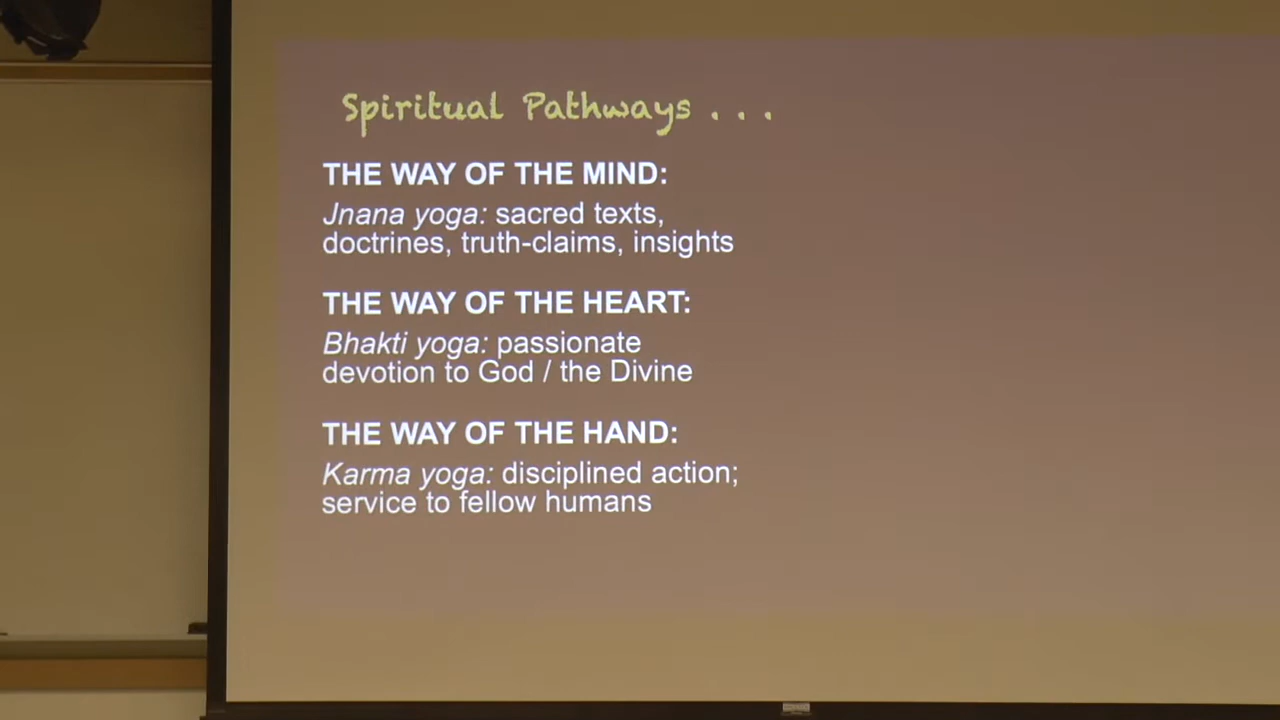 Spiritual Pathways . . .
THE WAY OF THE MIND:
Jnana yoga: sacred texts,
doctrines, truth-claims, insights
THE WAY OF THE HEART:
Bhakti yoga: passionate
devotion to God / the Divine
THE WAY OF THE HAND:
Karma yoga: disciplined action;
service to fellow humans